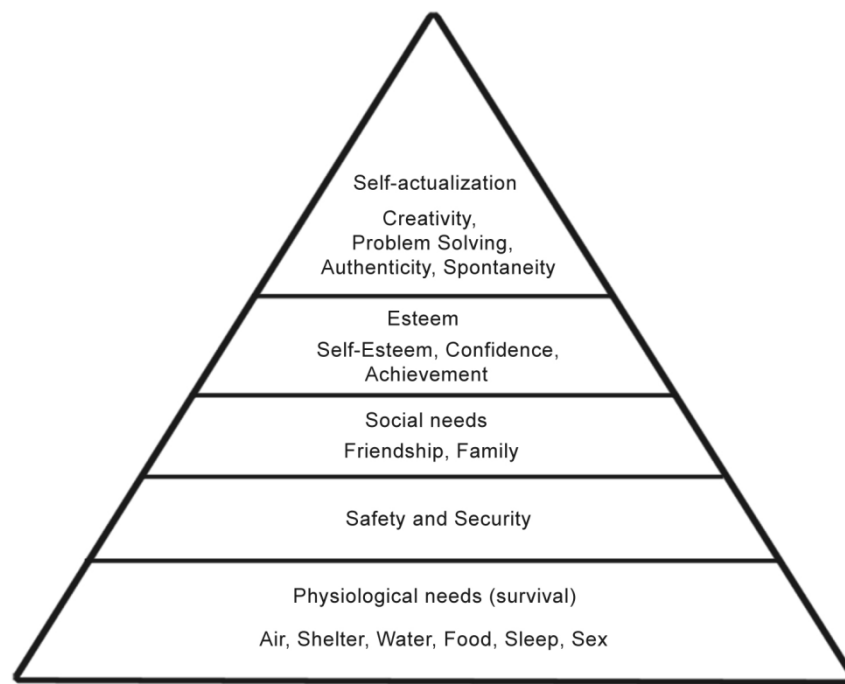 Self-actualization
Creativity,
Problem Solving,
Authenticity, Spontaneity
Esteem
Self-Esteem, Confidence,
Achievement
Social needs
Friendship, Family
Safety and Security
Physiological needs (survival)
Air, Shelter, Water, Food, Sleep, Sex